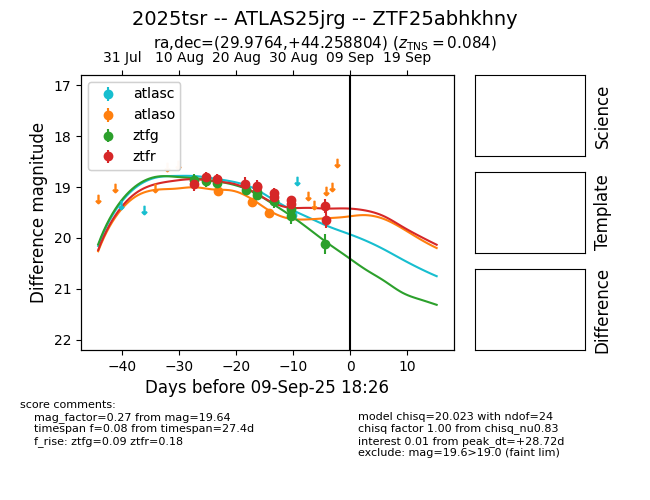 2025tsr -- ATLAS25jrg -- ZTF25abhkhny
ra,dec=(29.9764,+44.258804) (z_TNS = 0.084)
31 Jul 10 Aug 20 Aug 30 Aug 09 Sep 19 Sep
17
18
19
20
21
22
Difference magnitude
atlasc
atlaso
ztfg
ztfr
−40 −30 −20 −10 0 10
Days before 09-Sep-25 18:26
Science
Template
Difference
score comments:
mag_factor=0.27 from mag=19.64
timespan f=0.08 from timespan=27.4d
f_rise: ztfg=0.09 ztfr=0.18
model chisq=20.023 with ndof=24
chisq factor 1.00 from chisq_nu0.83
interest 0.01 from peak_dt=+28.72d
exclude: mag=19.6>19.0 (faint lim)